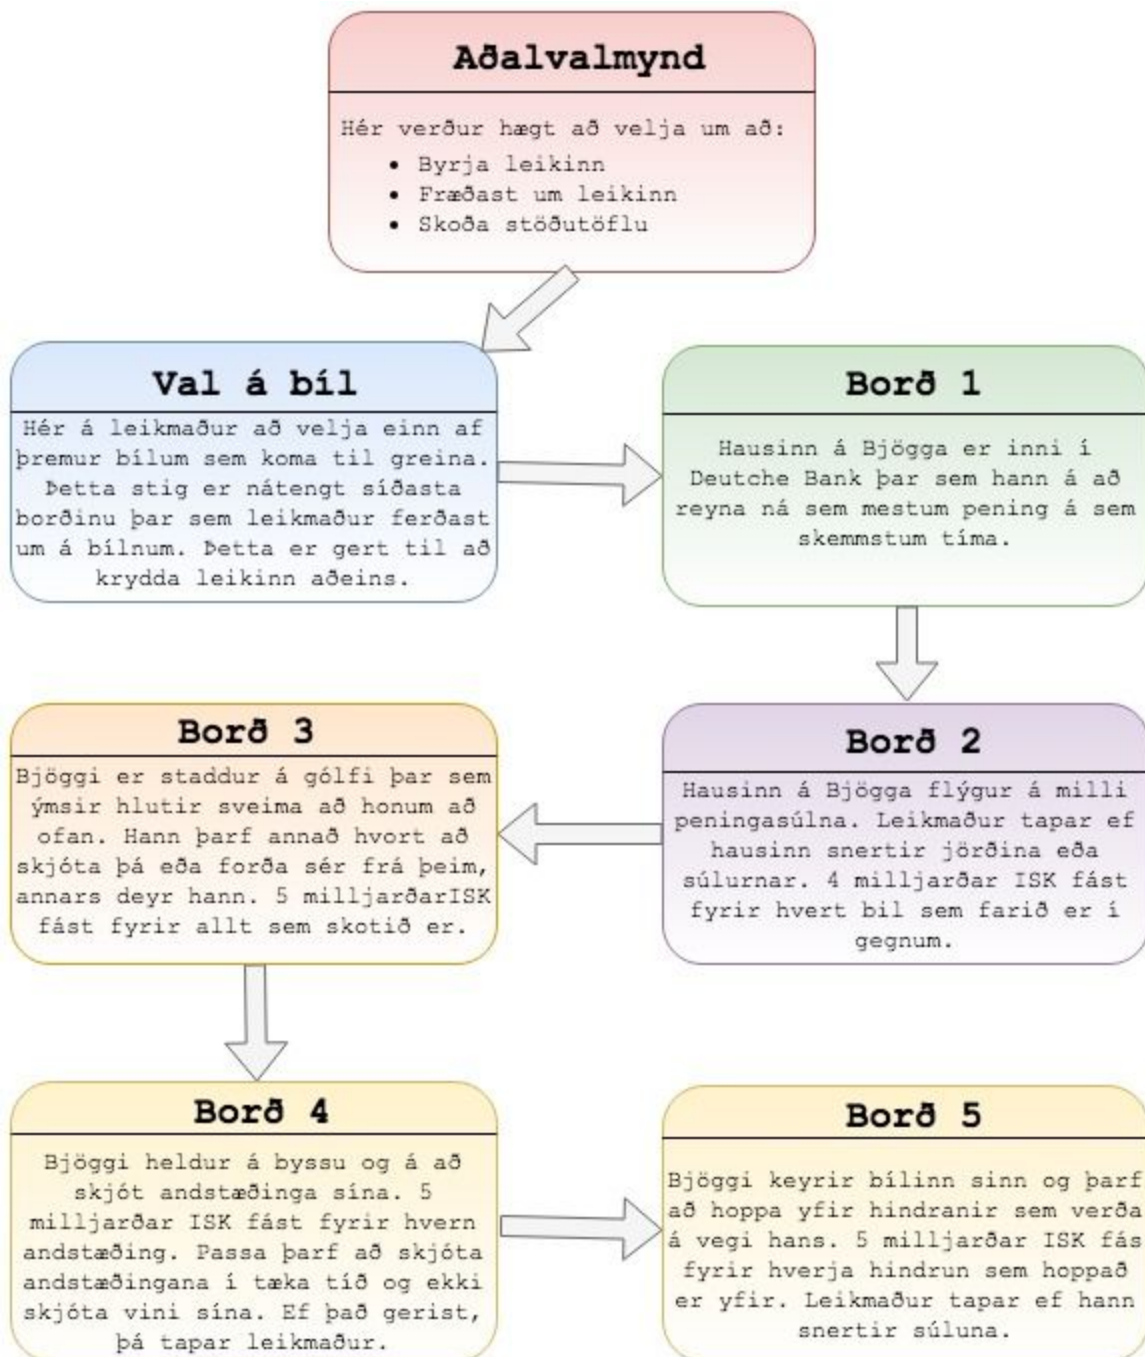 Aðalvalmynd
Hér verður hægt að velja um að:
• Byrja leikinn
• Fræðast um leikinn
• Skoða stöðutöflu
Val á bíl
Hér á leikmaður að velja einn af
þremur bílum sem koma til greina.
Þetta stig er nátengt síðasta
borðinu þar sem leikmaður ferðast
um á bílnum. Þetta er gert til að
krydda leikinn aðeins.
Borð 1
Hausinn á Bjögga er inni í
Deutche Bank þar sem hann á að
reyna ná sem mestum pening á sem
skemmstum tíma.
Borð 2
Hausinn á Bjögga flýgur á milli
peningasúlna. Leikmaður tapar ef
hausinn snertir jörðina eða
súlurnar. 4 milljarðar ISK fást
fyrir hvert bil sem farið er í
gegnum.
Borð 3
Bjöggi er staddur á gólfi þar sem
ýmsir hlutir sveima að honum að
ofan. Hann þarf annað hvort að
skjóta þá eða forða sér frá þeim,
annars deyr hann. 5 milljarðarISK
fást fyrir allt sem skotið er.
Borð 4
Bjöggi heldur á byssu og á að
skjót andstæðinga sína. 5
milljarðar ISK fást fyrir hvern
andstæðing. Passa þarf að skjóta
andstæðingana í tæka tíð og ekki
skjóta vini sína. Ef það gerist,
þá tapar leikmaður.
Borð 5
Bjöggi keyrir bílinn sinn og þarf
að hoppa yfir hindranir sem verða
á vegi hans. 5 milljarðar ISK fás
fyrir hverja hindrun sem hoppað
er yfir. Leikmaður tapar ef hann
snertir súluna.